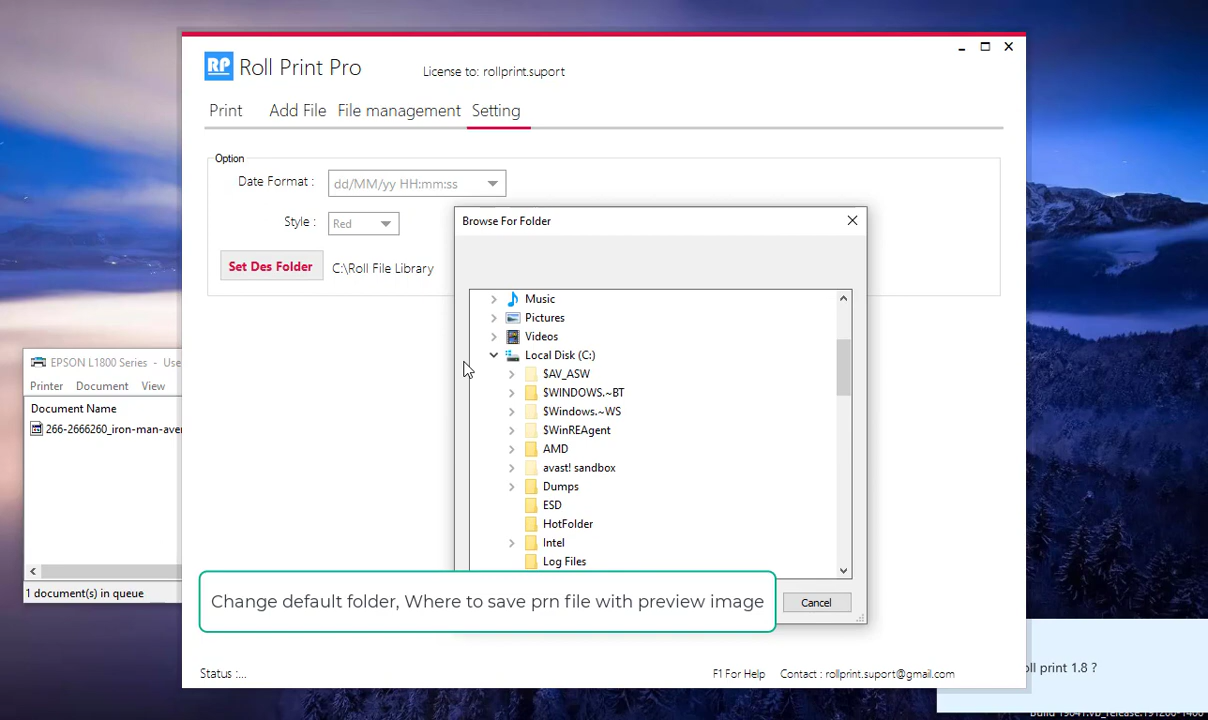 RP Roll Print Pro
License to: rollprint.suport
Print Add File File management Setting
Option
Date Format : dd/MM/yy HH:mm:ss
Style : Red
Set Des Folder C:\Roll File Library
Browse For Folder
Music
Pictures
Videos
Local Disk (C:)
$AV_ASW
$WINDOWS.~BT
$Windows.~WS
$WinREAgent
AMD
avast! sandbox
Dumps
ESD
HotFolder
Intel
Log Files
Cancel
EPSON L1800 Series - Use
Printer Document View
Document Name
266-2666260_iron-man-ave
1 document(s) in queue
Change default folder, Where to save prn file with preview image
Status :...
F1 For Help Contact : rollprint.suport@gmail.com
oll print 1.8 ?